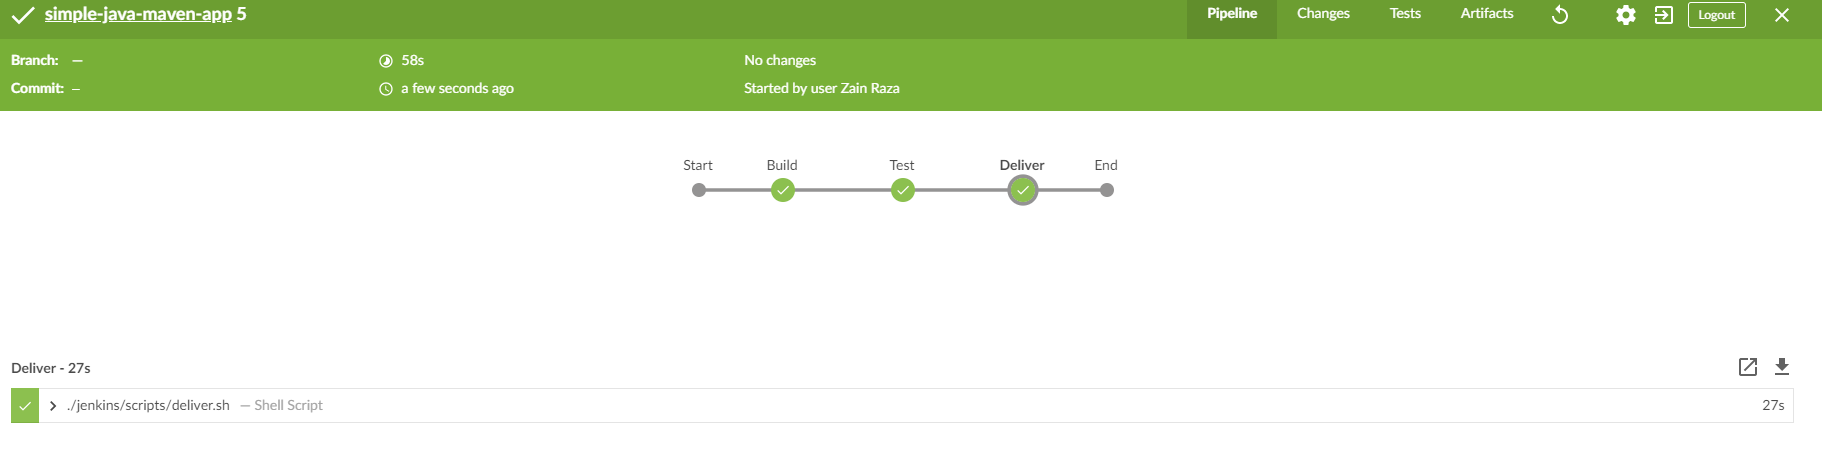 simple-java-maven-app 5 Pipeline Changes Tests Artifacts Logout
Branch: — 58s No changes
Commit: – a few seconds ago Started by user Zain Raza
Start Build Test Deliver End
Deliver - 27s
./jenkins/scripts/deliver.sh — Shell Script 27s